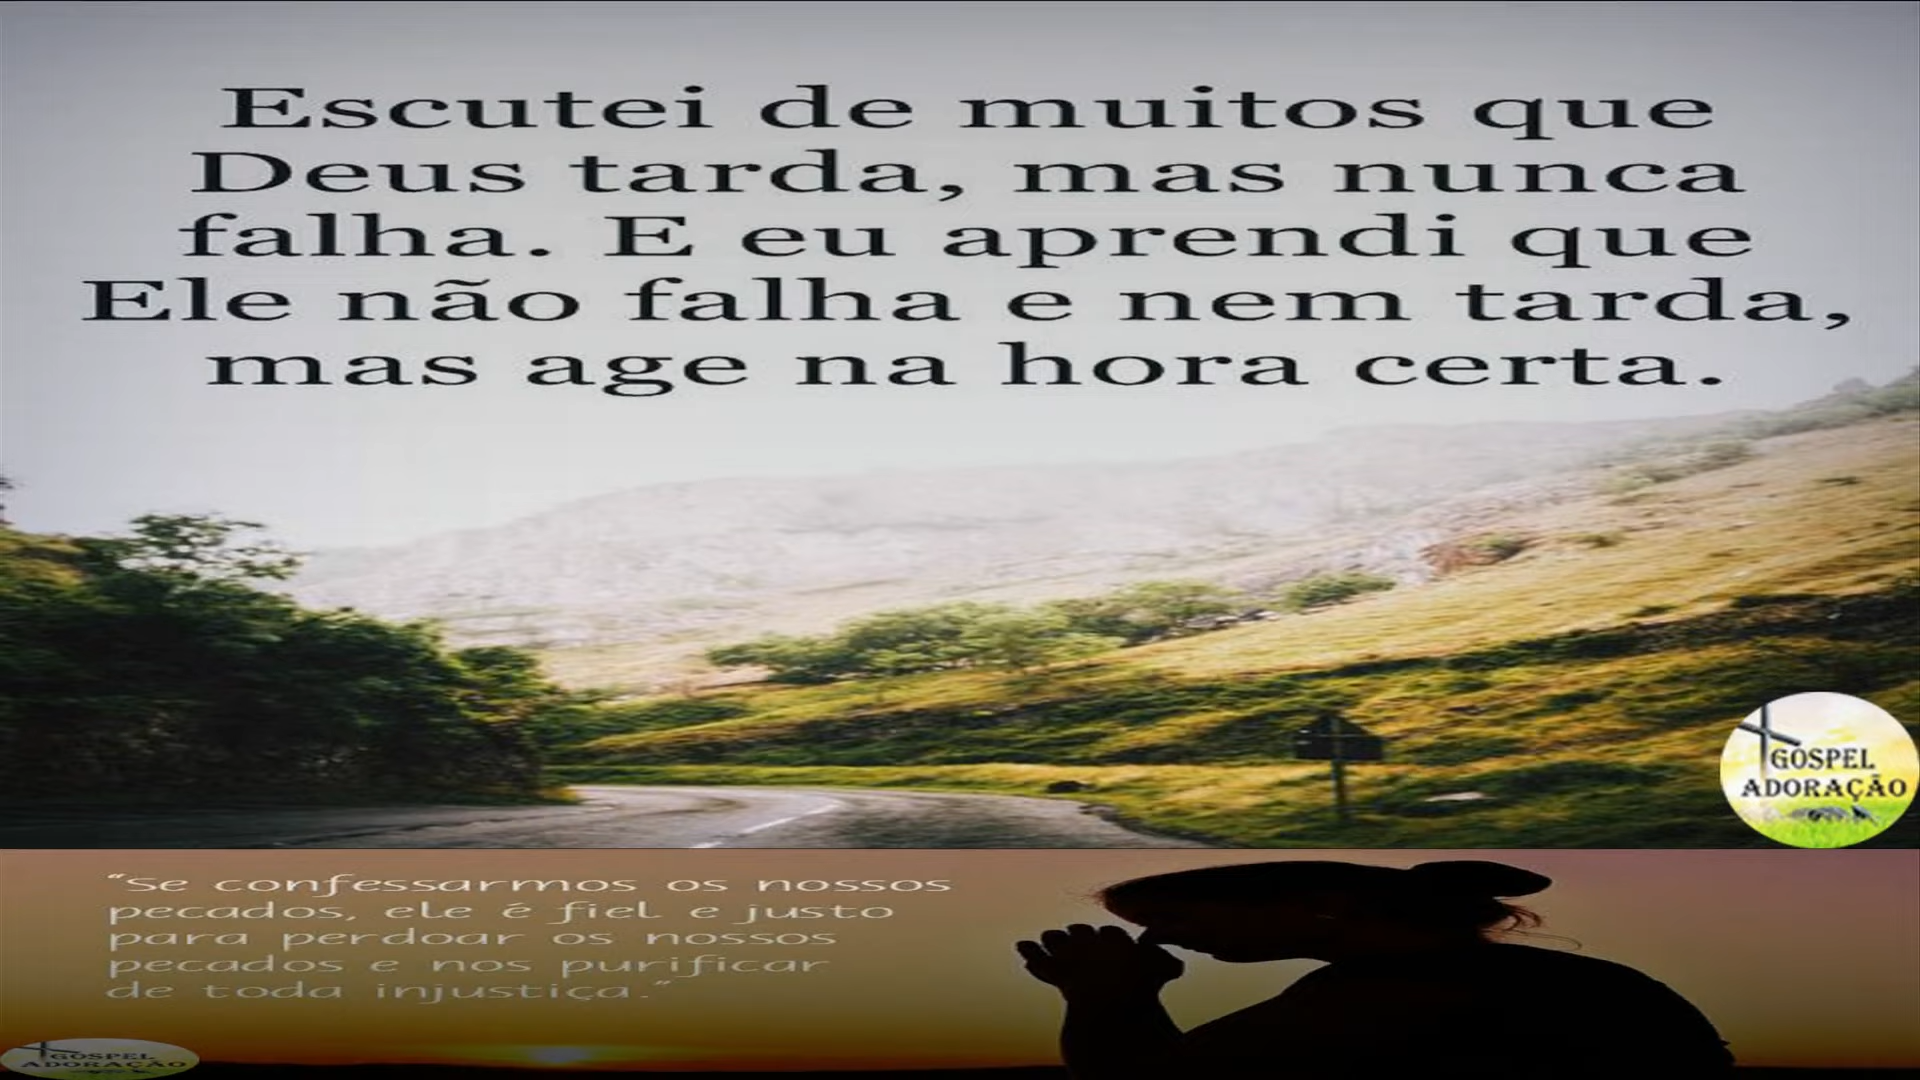 Escutei de muitos que
Deus tarda, mas nunca
falha. E eu aprendi que
Ele não falha e nem tarda,
mas age na hora certa.
GOSPEL
ADORAÇÃO
“Se confessarmos os nossos
pecados, ele é fiel e justo
para perdoar os nossos
pecados e nos purificar
de toda injustiça.”
GOSPEL
ADORAÇÃO